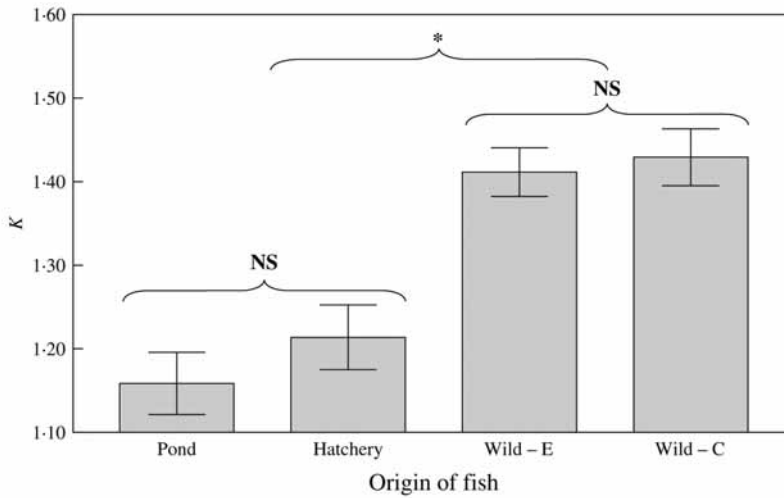 1·60
*
1·50
NS
1·40
K
1·30
NS
1·20
1·10
Pond Hatchery Wild – E Wild – C
Origin of fish